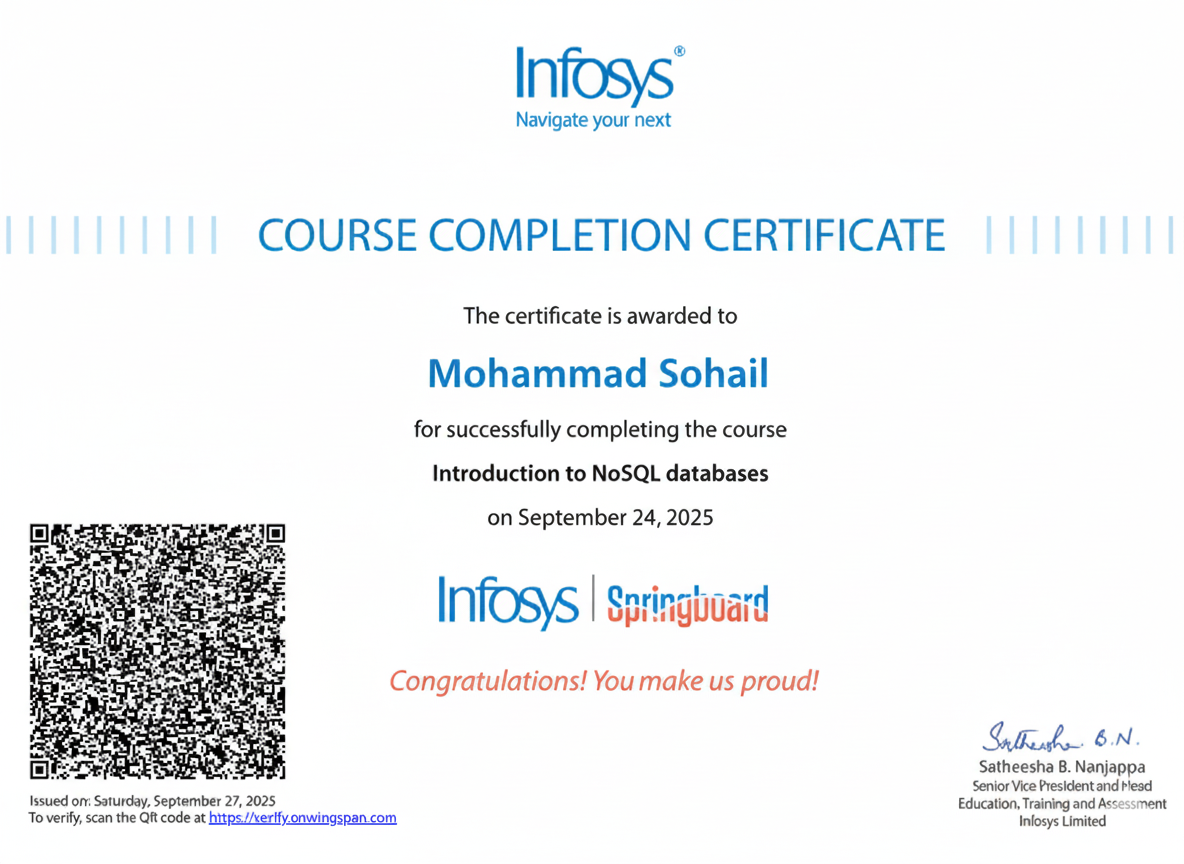 Infosys®
Navigate your next
COURSE COMPLETION CERTIFICATE
The certificate is awarded to
Mohammad Sohail
for successfully completing the course
Introduction to NoSQL databases
on September 24, 2025
Infosys | Springboard
Congratulations! You make us proud!
Satheesha B.N.
Satheesha B. Nanjappa
Senior Vice President and Head
Education, Training and Assessment
Infosys Limited
Issued on: Saturday, September 27, 2025
To verify, scan the QR code at https://verify.onwingspan.com